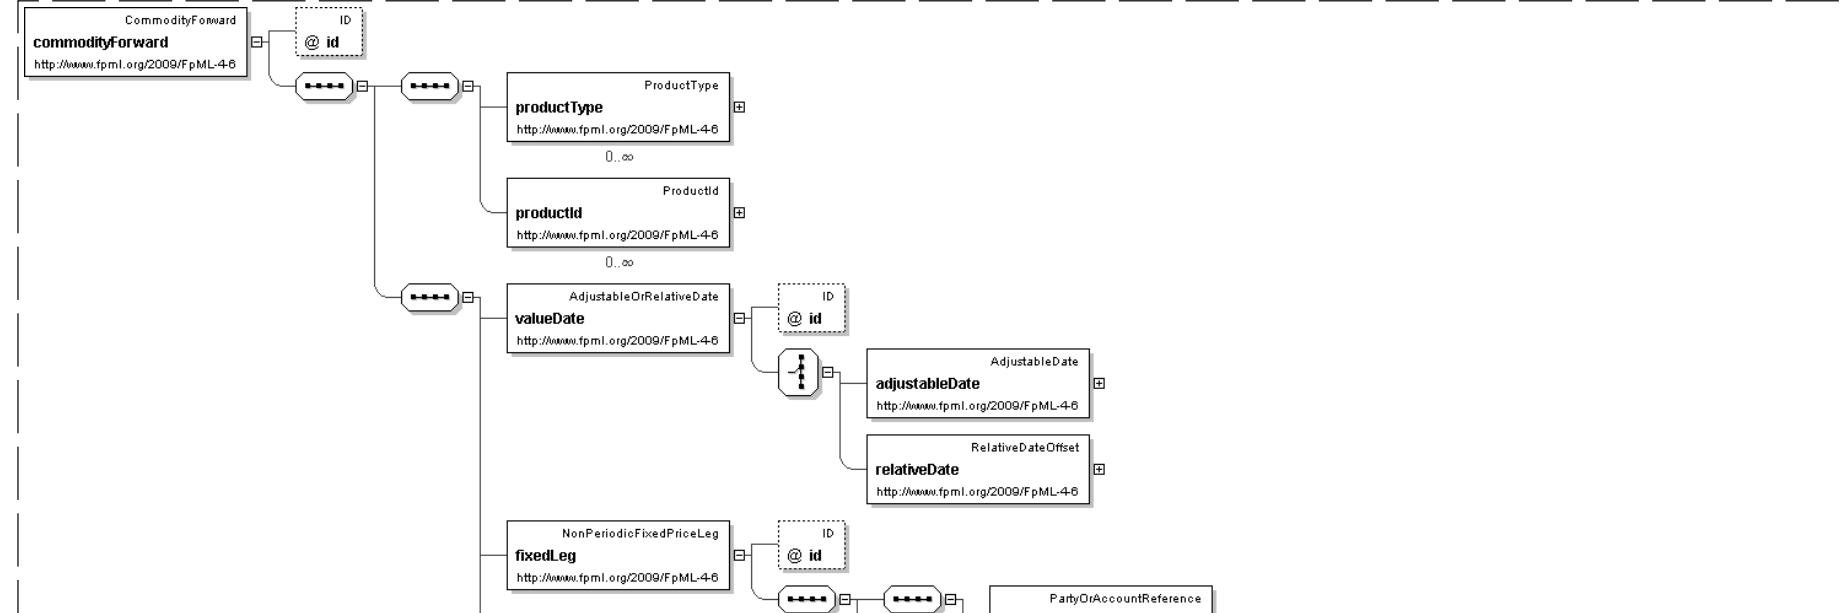 CommodityForward
commodityForward
http://www.fpml.org/2009/FpML-4-6
ID
@ id
ProductType
productType
http://www.fpml.org/2009/FpML-4-6
0..∞
ProductId
productId
http://www.fpml.org/2009/FpML-4-6
0..∞
AdjustableOrRelativeDate
valueDate
http://www.fpml.org/2009/FpML-4-6
ID
@ id
AdjustableDate
adjustableDate
http://www.fpml.org/2009/FpML-4-6
RelativeDateOffset
relativeDate
http://www.fpml.org/2009/FpML-4-6
NonPeriodicFixedPriceLeg
fixedLeg
http://www.fpml.org/2009/FpML-4-6
ID
@ id
PartyOrAccountReference